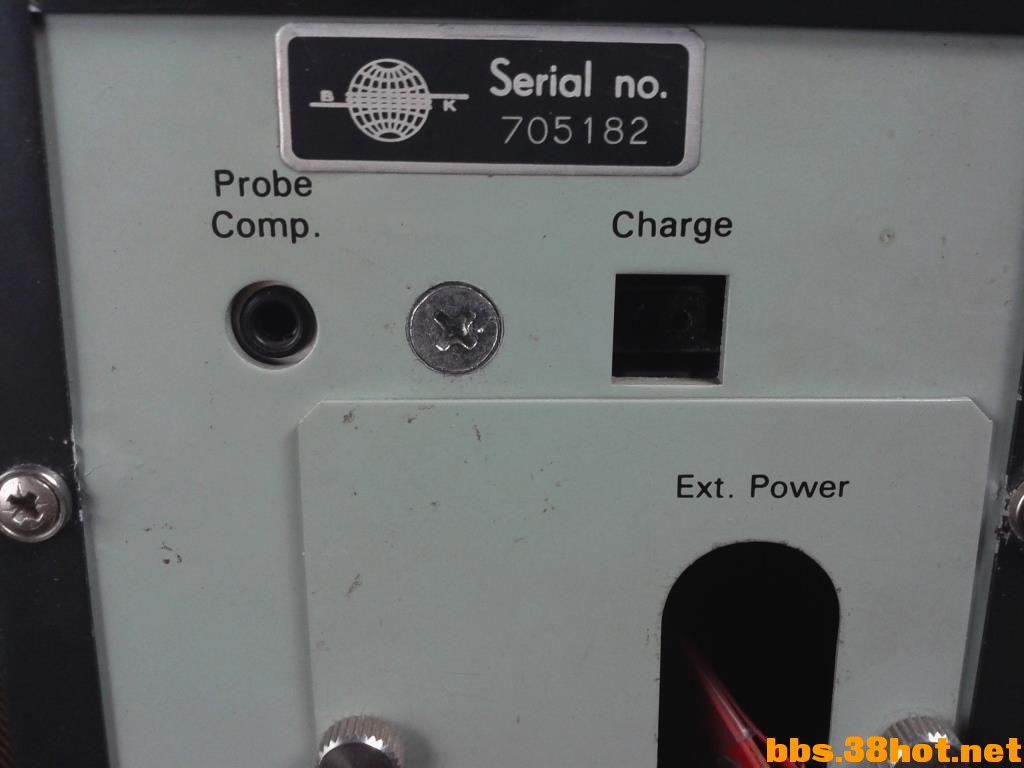 B K
Serial no.
705182
Probe
Comp.
Charge
Ext. Power
bbs.38hot.net